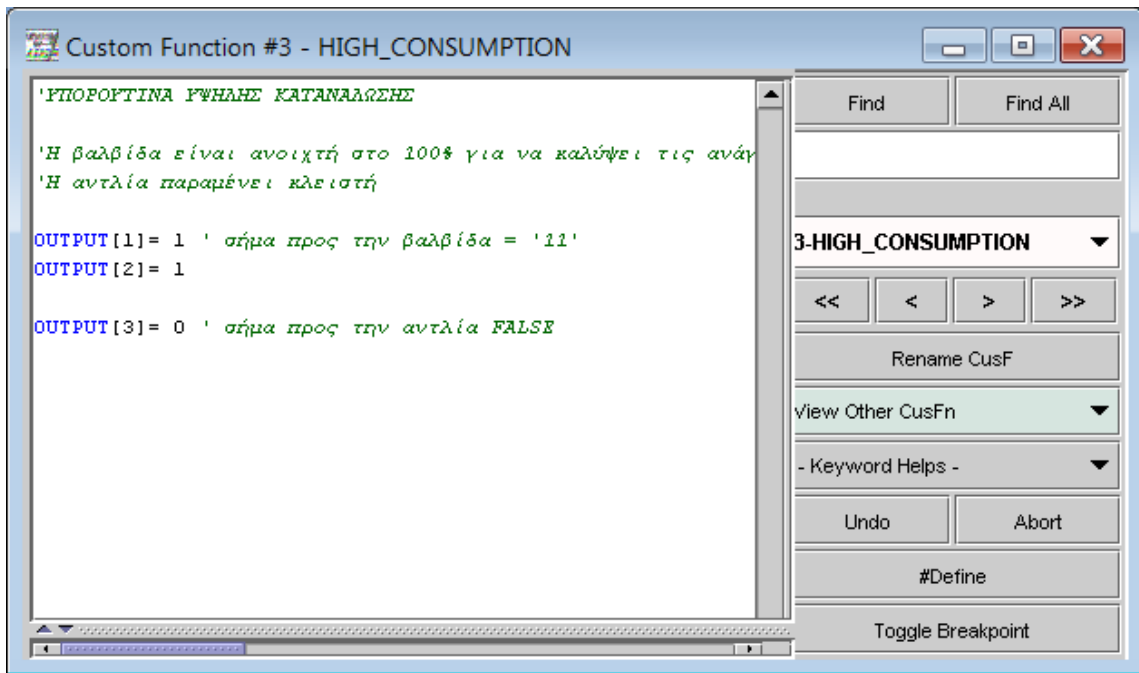 Custom Function #3 - HIGH_CONSUMPTION
'ΥΠΟΡΟΥΤΙΝΑ ΥΨΗΛΗΣ ΚΑΤΑΝΑΛΩΣΗΣ
'Η βαλβίδα είναι ανοιχτή στο 100% για να καλύψει τις ανάγ
'Η αντλία παραμένει κλειστή
OUTPUT[1]= 1 ' σήμα προς την βαλβίδα = '11'
OUTPUT[2]= 1
OUTPUT[3]= 0 ' σήμα προς την αντλία FALSE
Find
Find All
3-HIGH_CONSUMPTION
<<
<
>
>>
Rename CusF
View Other CusFn
- Keyword Helps -
Undo
Abort
#Define
Toggle Breakpoint